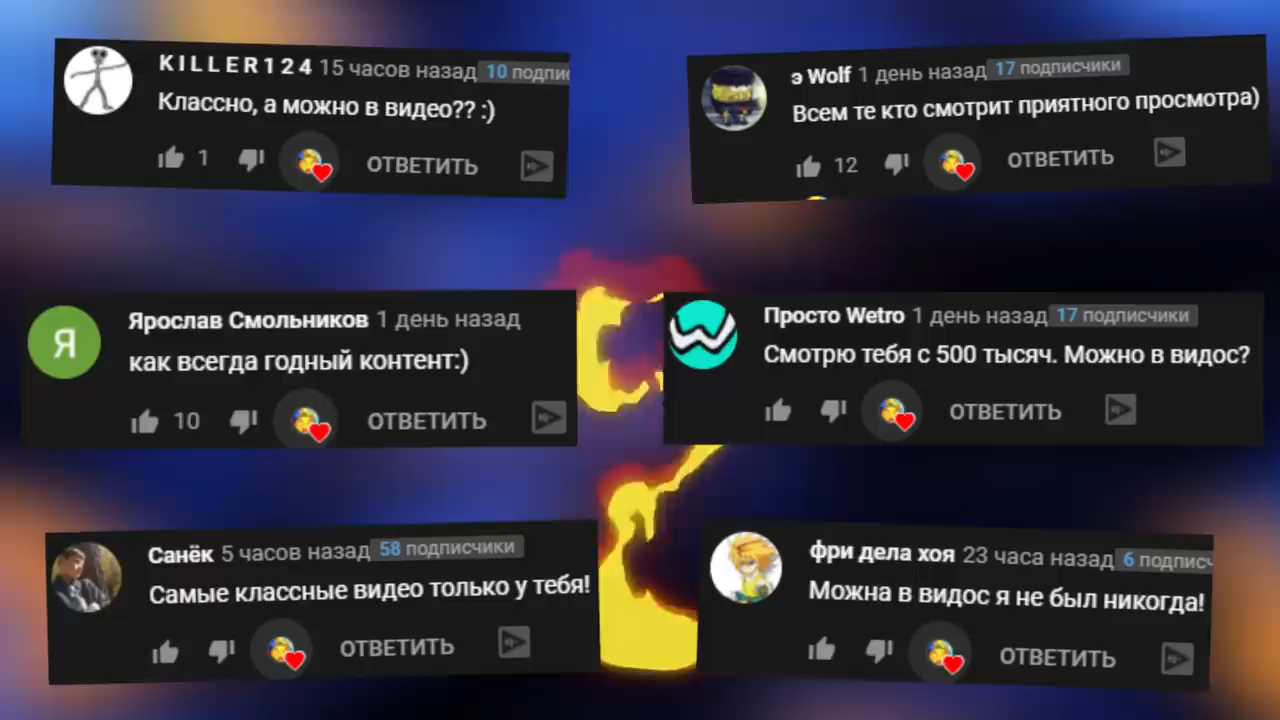 KILLER124 15 часов назад 10 подпис
Классно, а можно в видео?? :)
1 ОТВЕТИТЬ
э Wolf 1 день назад 17 подписчики
Всем те кто смотрит приятного просмотра)
12 ОТВЕТИТЬ
Я
Ярослав Смольников 1 день назад
как всегда годный контент:)
10 ОТВЕТИТЬ
Просто Wetro 1 день назад 17 подписчики
Смотрю тебя с 500 тысяч. Можно в видос?
ОТВЕТИТЬ
Санёк 5 часов назад 58 подписчики
Самые классные видео только у тебя!
ОТВЕТИТЬ
фри дела хоя 23 часа назад 6 подписч
Можна в видос я не был никогда!
ОТВЕТИТЬ